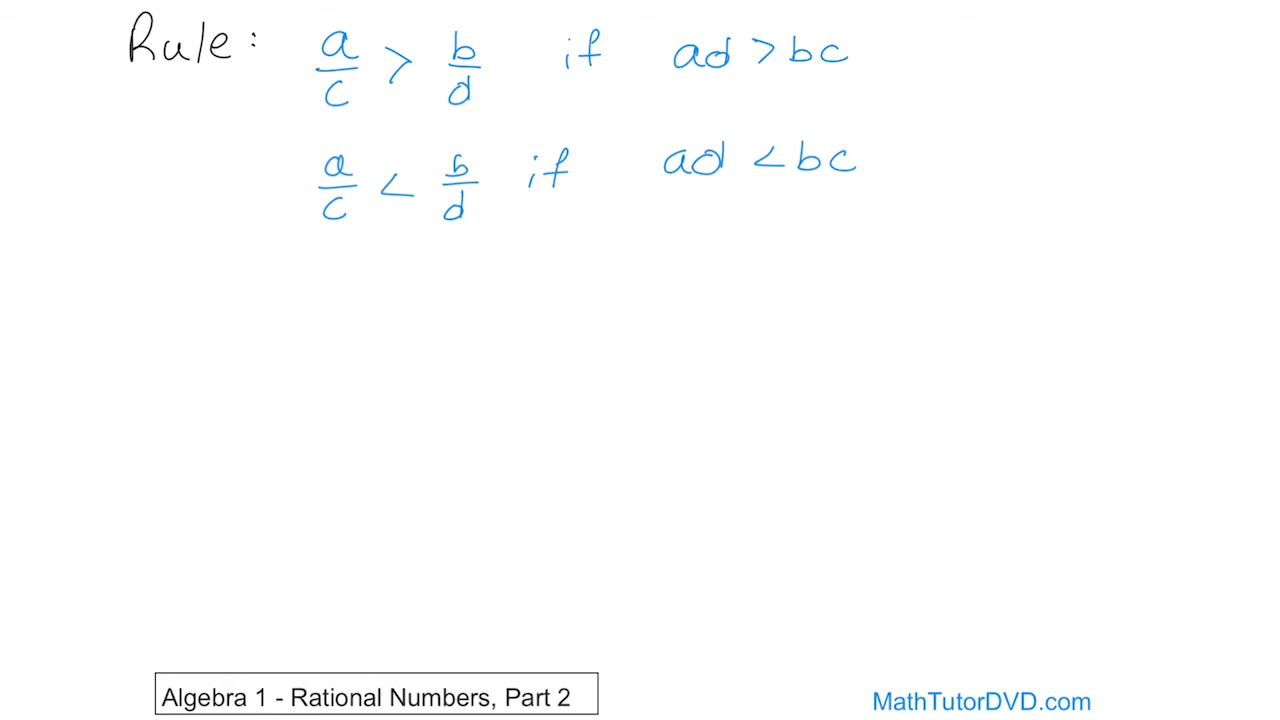 Rule: a/c > b/d if ad > bc
a/c < b/d if ad < bc
Algebra 1 - Rational Numbers, Part 2
MathTutorDVD.com